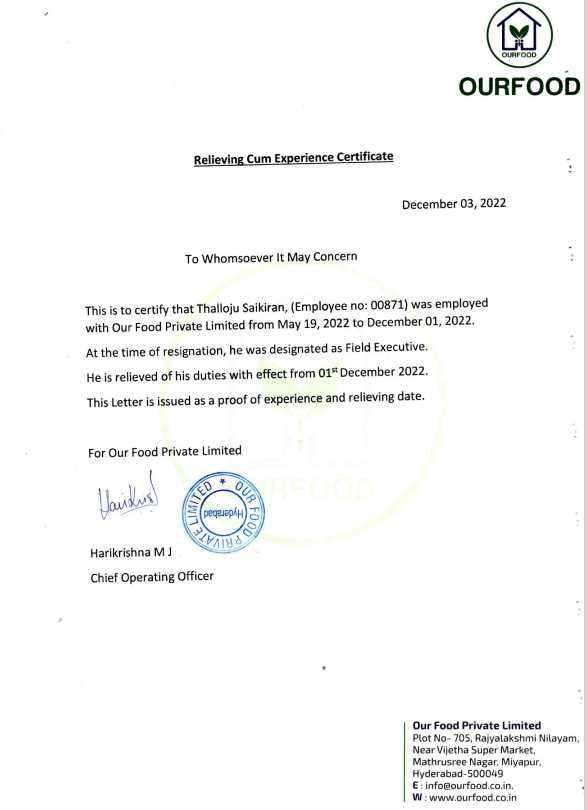 OURFOOD
OURFOOD
Relieving Cum Experience Certificate
December 03, 2022
To Whomsoever It May Concern
This is to certify that Thalloju Saikiran, (Employee no: 00871) was employed
with Our Food Private Limited from May 19, 2022 to December 01, 2022.
At the time of resignation, he was designated as Field Executive.
He is relieved of his duties with effect from 01st December 2022.
This Letter is issued as a proof of experience and relieving date.
OURFOOD
For Our Food Private Limited
HariKris
OUR FOOD PRIVATE LIMITED ★
Hyderabad
Harikrishna M J
Chief Operating Officer
Our Food Private Limited
Plot No- 705, Rajyalakshmi Nilayam,
Near Vijetha Super Market,
Mathrusree Nagar, Miyapur,
Hyderabad-500049
E : info@ourfood.co.in.
W : www.ourfood.co.in